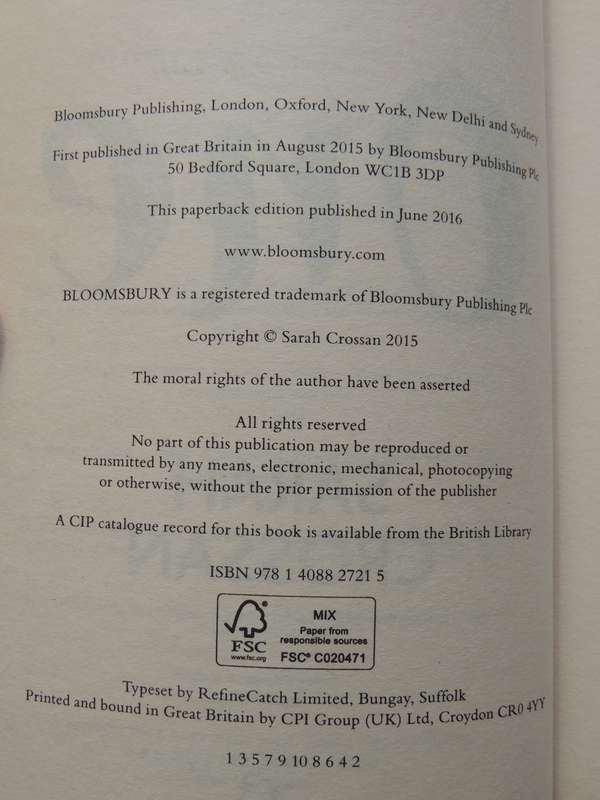 Bloomsbury Publishing, London, Oxford, New York, New Delhi and Sydney
First published in Great Britain in August 2015 by Bloomsbury Publishing Plc
50 Bedford Square, London WC1B 3DP
This paperback edition published in June 2016
www.bloomsbury.com
BLOOMSBURY is a registered trademark of Bloomsbury Publishing Plc
Copyright © Sarah Crossan 2015
The moral rights of the author have been asserted
All rights reserved
No part of this publication may be reproduced or
transmitted by any means, electronic, mechanical, photocopying
or otherwise, without the prior permission of the publisher
A CIP catalogue record for this book is available from the British Library
ISBN 978 1 4088 2721 5
FSC
www.fsc.org
MIX
Paper from
responsible sources
FSC® C020471
Typeset by RefineCatch Limited, Bungay, Suffolk
Printed and bound in Great Britain by CPI Group (UK) Ltd, Croydon CR0 4YY
1 3 5 7 9 10 8 6 4 2